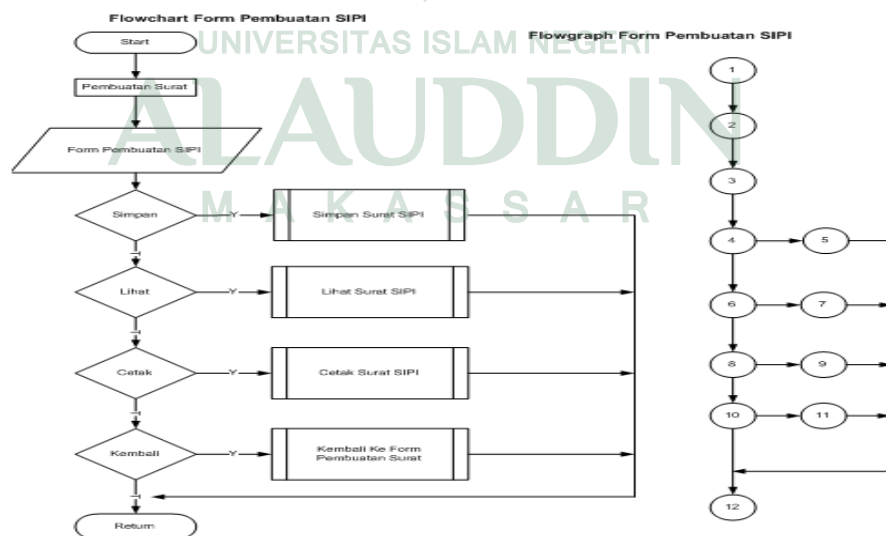 Flowchart Form Pembuatan SIPI
Start
Pembuatan Surat
Form Pembuatan SIPI
Simpan
Y
Simpan Surat SIPI
T
Lihat
Y
Lihat Surat SIPI
T
Cetak
Y
Cetak Surat SIPI
T
Kembali
Y
Kembali Ke Form
Pembuatan Surat
T
Return
Flowgraph Form Pembuatan SIPI
1
2
3
4
5
6
7
8
9
10
11
12
UNIVERSITAS ISLAM NEGERI
ALAUDDIN
MAKASSAR